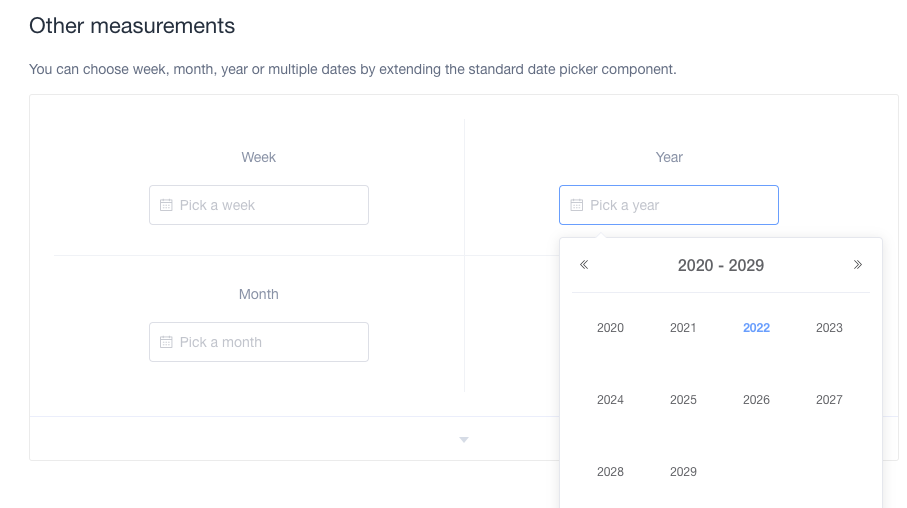 Other measurements
You can choose week, month, year or multiple dates by extending the standard date picker component.
Week
Pick a week
Year
Pick a year
Month
Pick a month
2020 - 2029
2020 2021 2022 2023
2024 2025 2026 2027
2028 2029